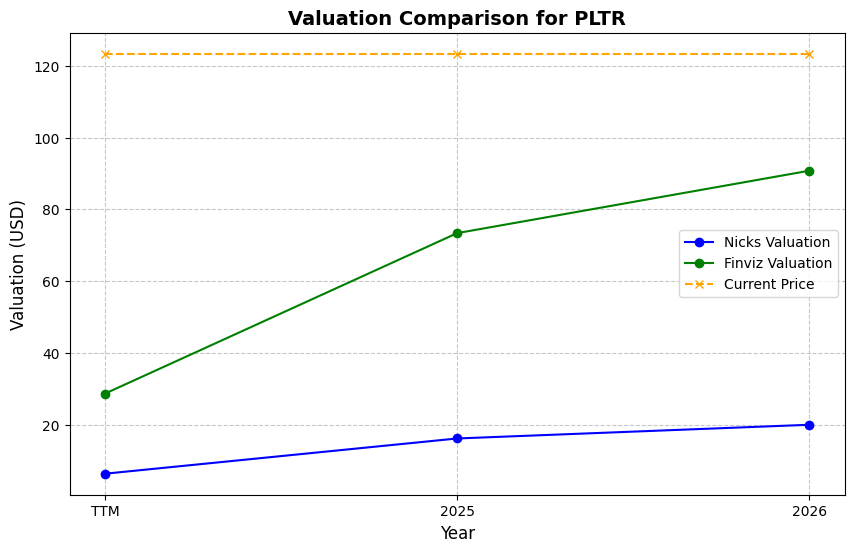 Valuation Comparison for PLTR
Valuation (USD)
120
100
80
60
40
20
Nicks Valuation
Finviz Valuation
Current Price
TTM
2025
2026
Year